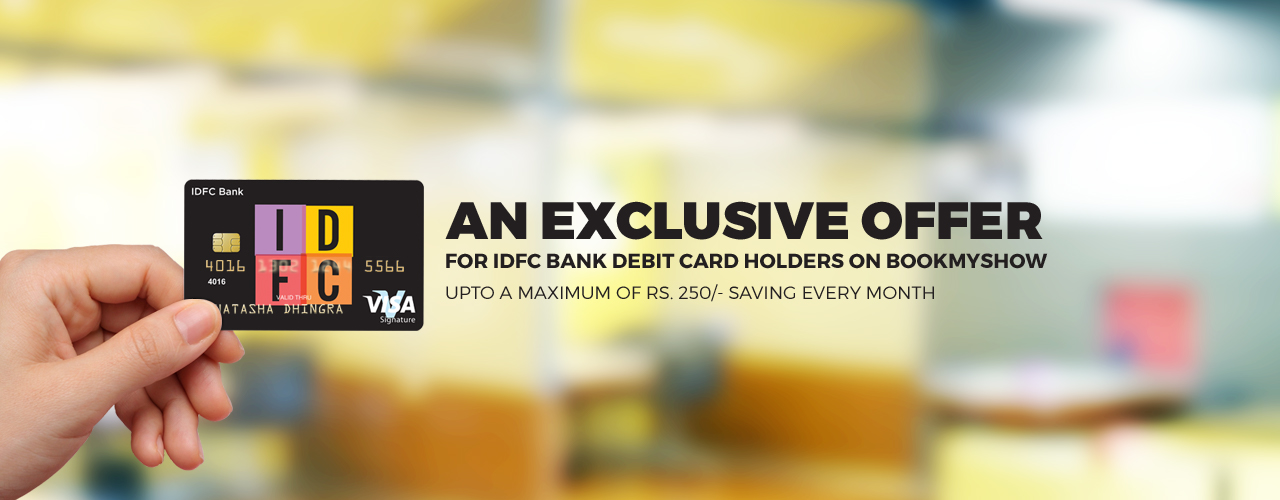 IDFC Bank
I D
F C
4016 5566
4016
VALID THRU
NATASHA DHINGRA
VISA
Signature
AN EXCLUSIVE OFFER
FOR IDFC BANK DEBIT CARD HOLDERS ON BOOKMYSHOW
UPTO A MAXIMUM OF RS. 250/- SAVING EVERY MONTH